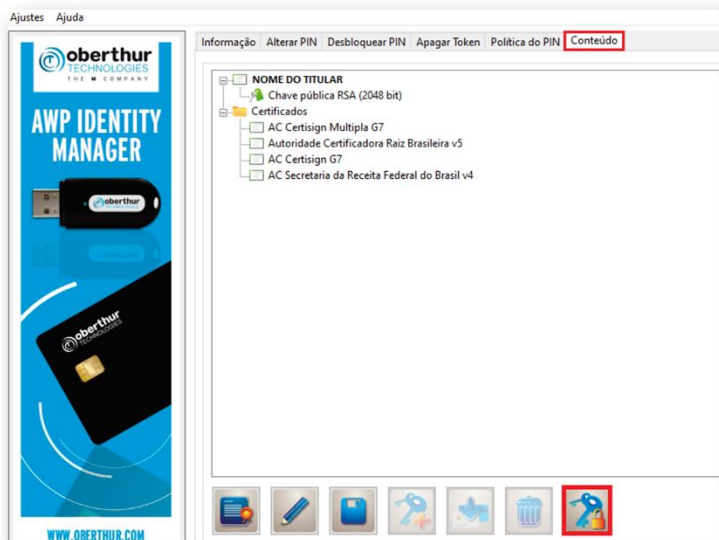 Ajustes Ajuda
oberthur
TECHNOLOGIES
THE M COMPANY
AWP IDENTITY
MANAGER
oberthur
TECHNOLOGIES
oberthur
TECHNOLOGIES
WWW.OBERTHUR.COM
Informação Alterar PIN Desbloquear PIN Apagar Token Política do PIN Conteúdo
NOME DO TITULAR
Chave pública RSA (2048 bit)
Certificados
AC Certisign Multipla G7
Autoridade Certificadora Raiz Brasileira v5
AC Certisign G7
AC Secretaria da Receita Federal do Brasil v4